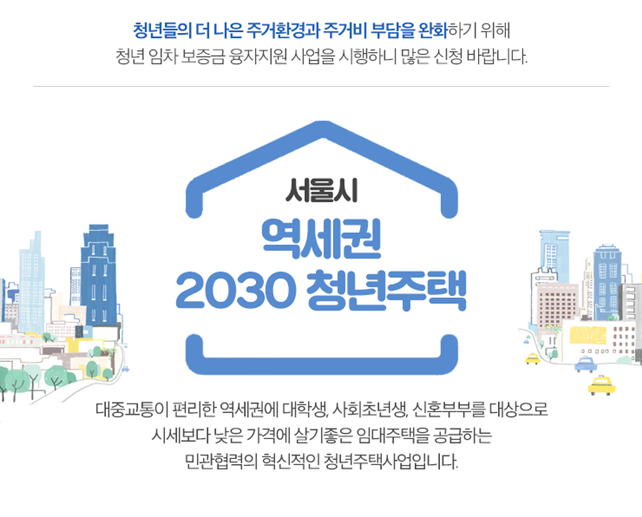 청년들의 더 나은 주거환경과 주거비 부담을 완화하기 위해
청년 임차 보증금 융자지원 사업을 시행하니 많은 신청 바랍니다.
서울시
역세권
2030 청년주택
대중교통이 편리한 역세권에 대학생, 사회초년생, 신혼부부를 대상으로
시세보다 낮은 가격에 살기좋은 임대주택을 공급하는
민관협력의 혁신적인 청년주택사업입니다.